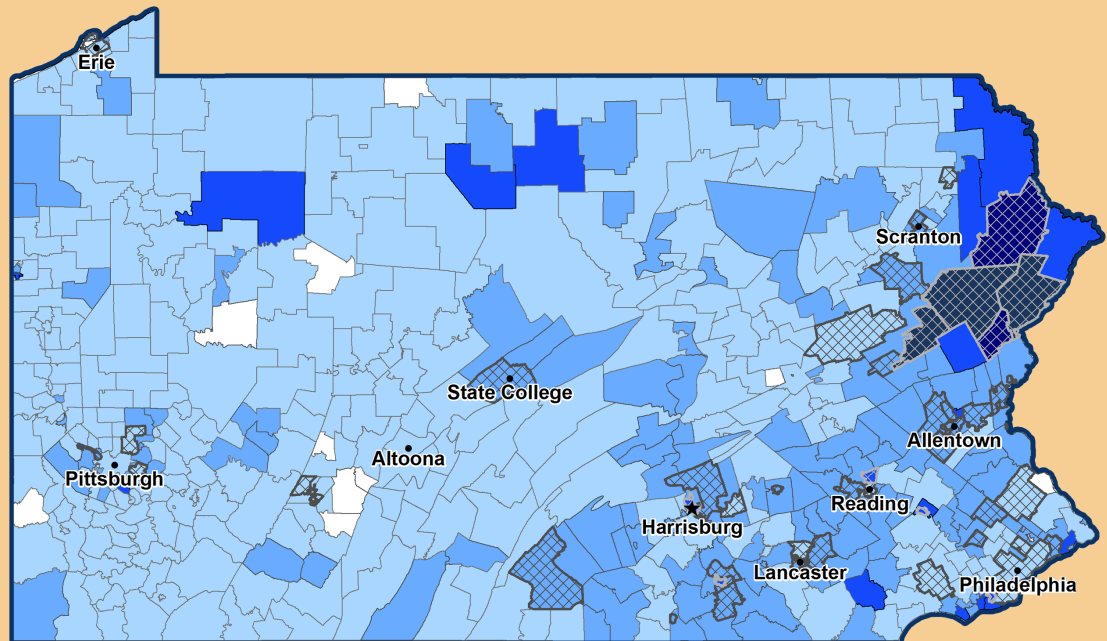 Erie
Scranton
State College
Allentown
Altoona
Pittsburgh
Reading
Harrisburg
Lancaster
Philadelphia